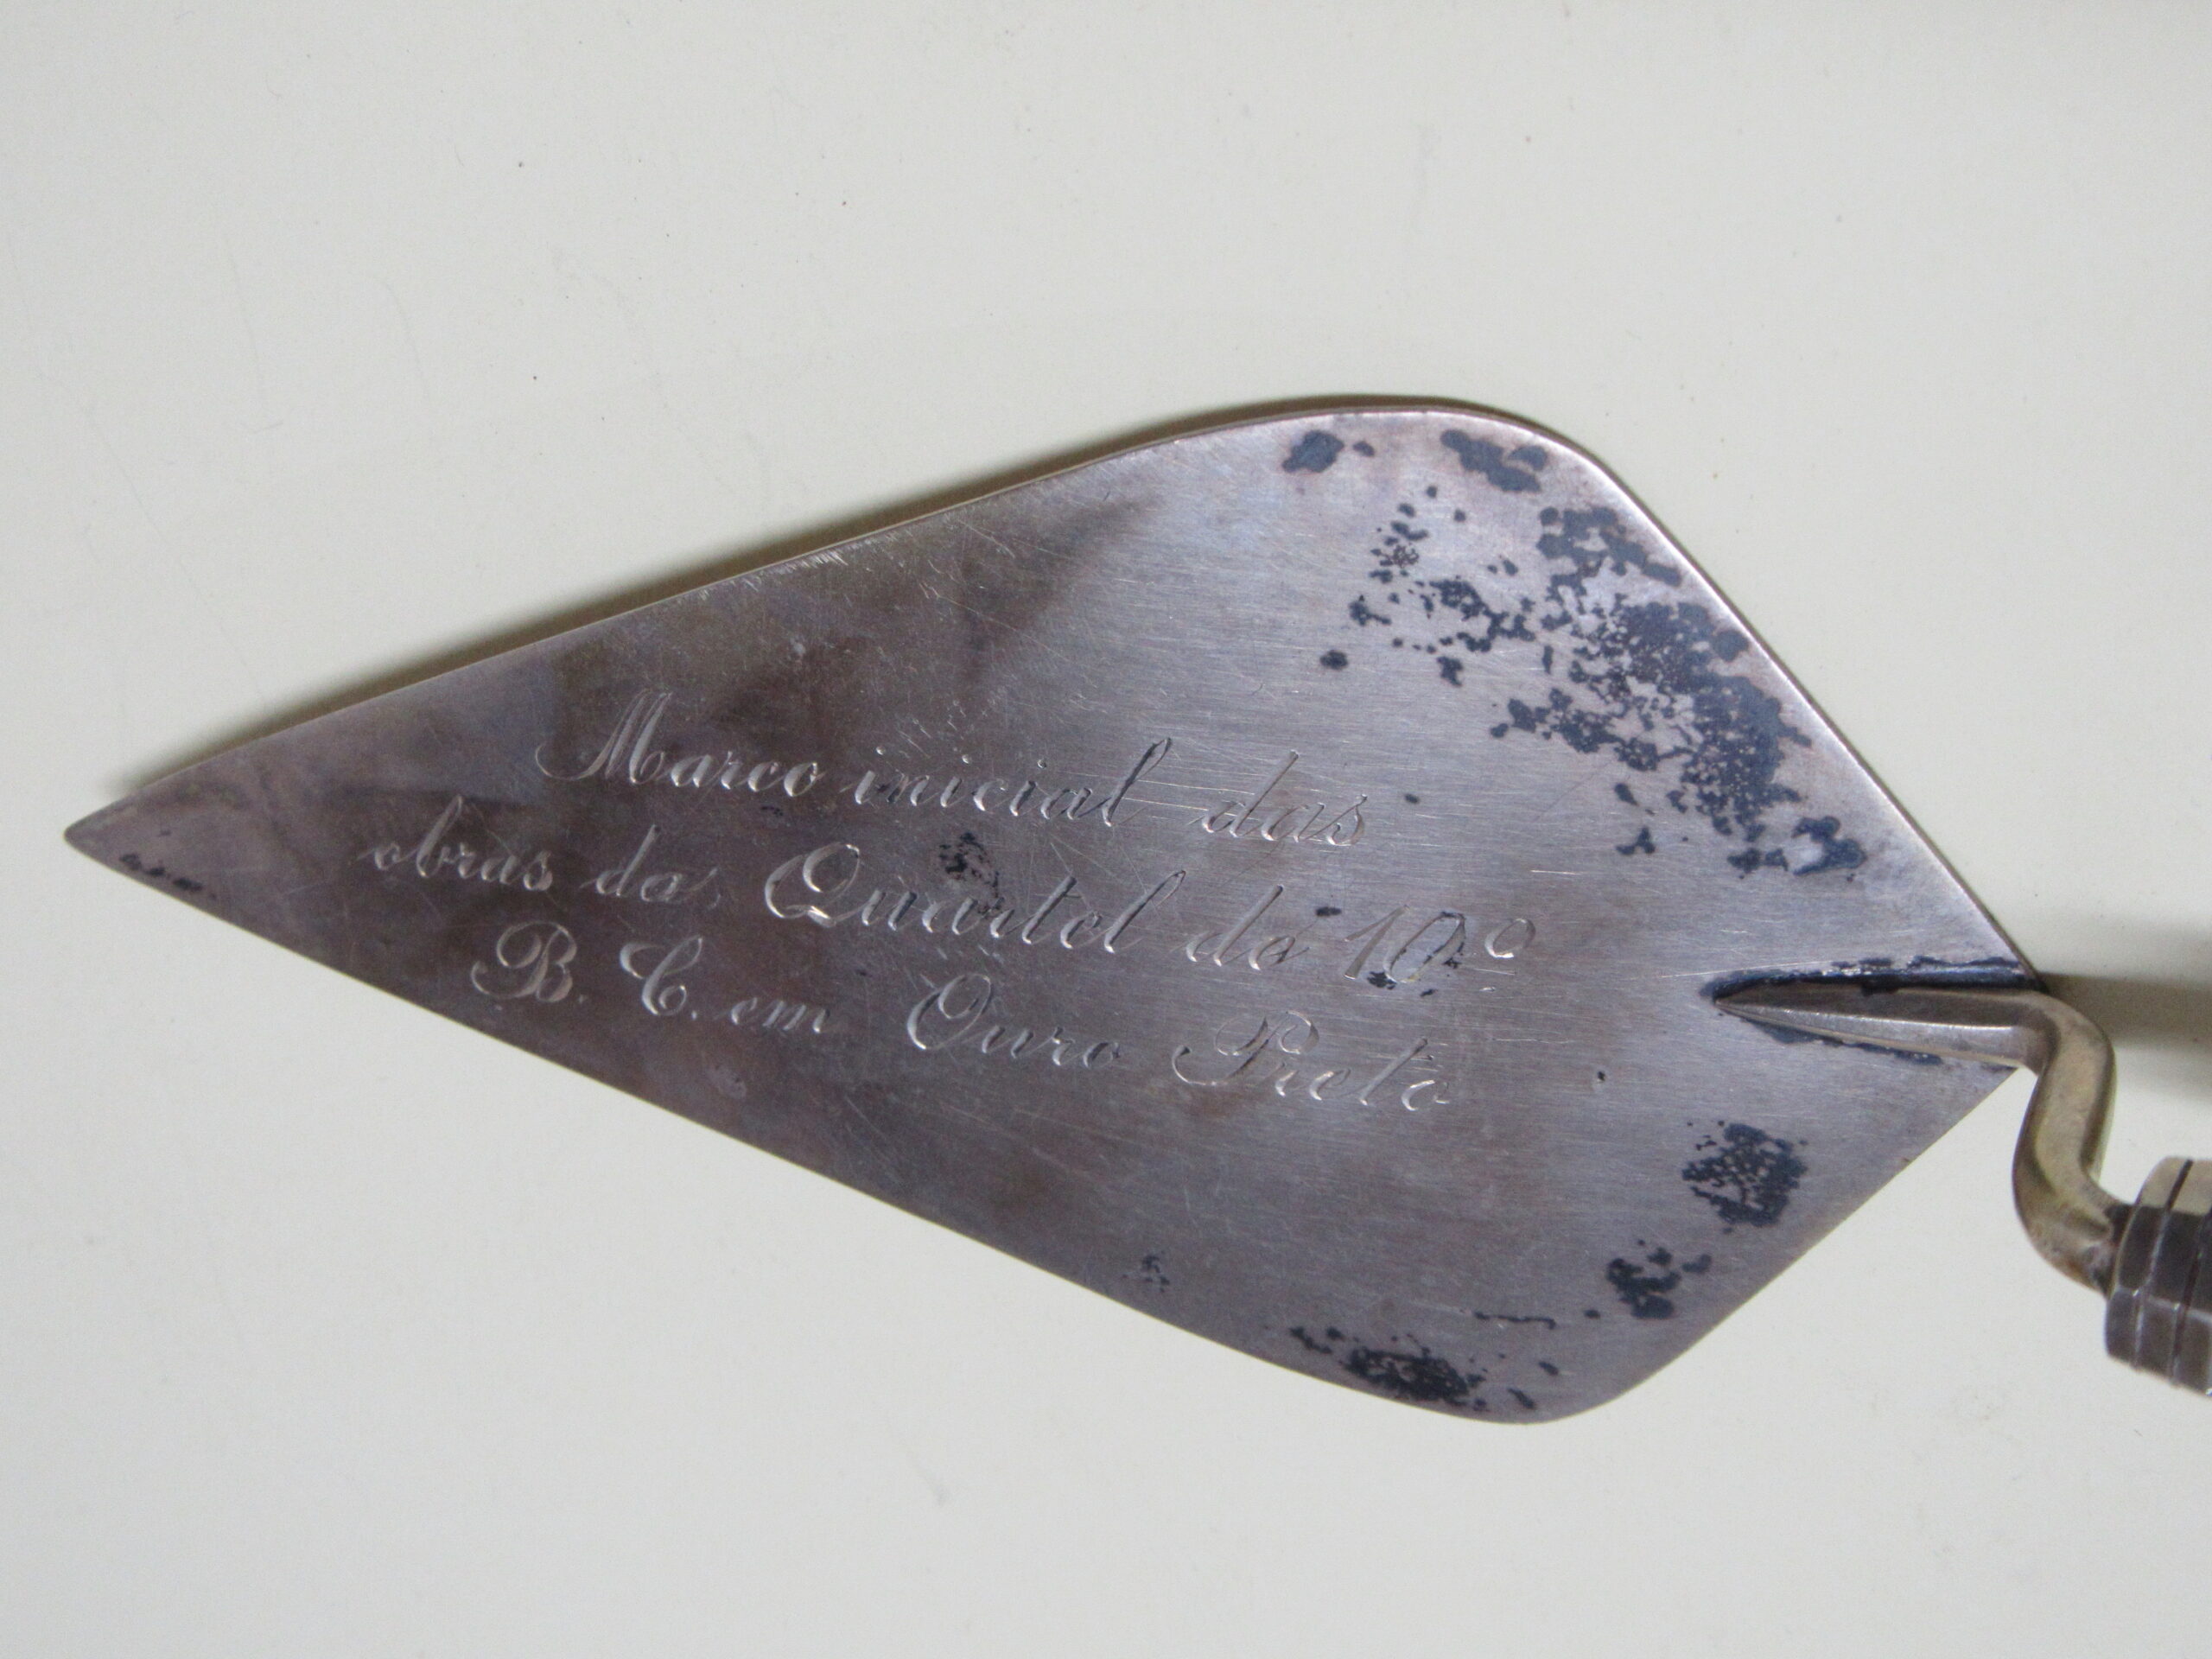 Marco inicial das
obras do Quartel do 10º
B. C. em Ouro Preto